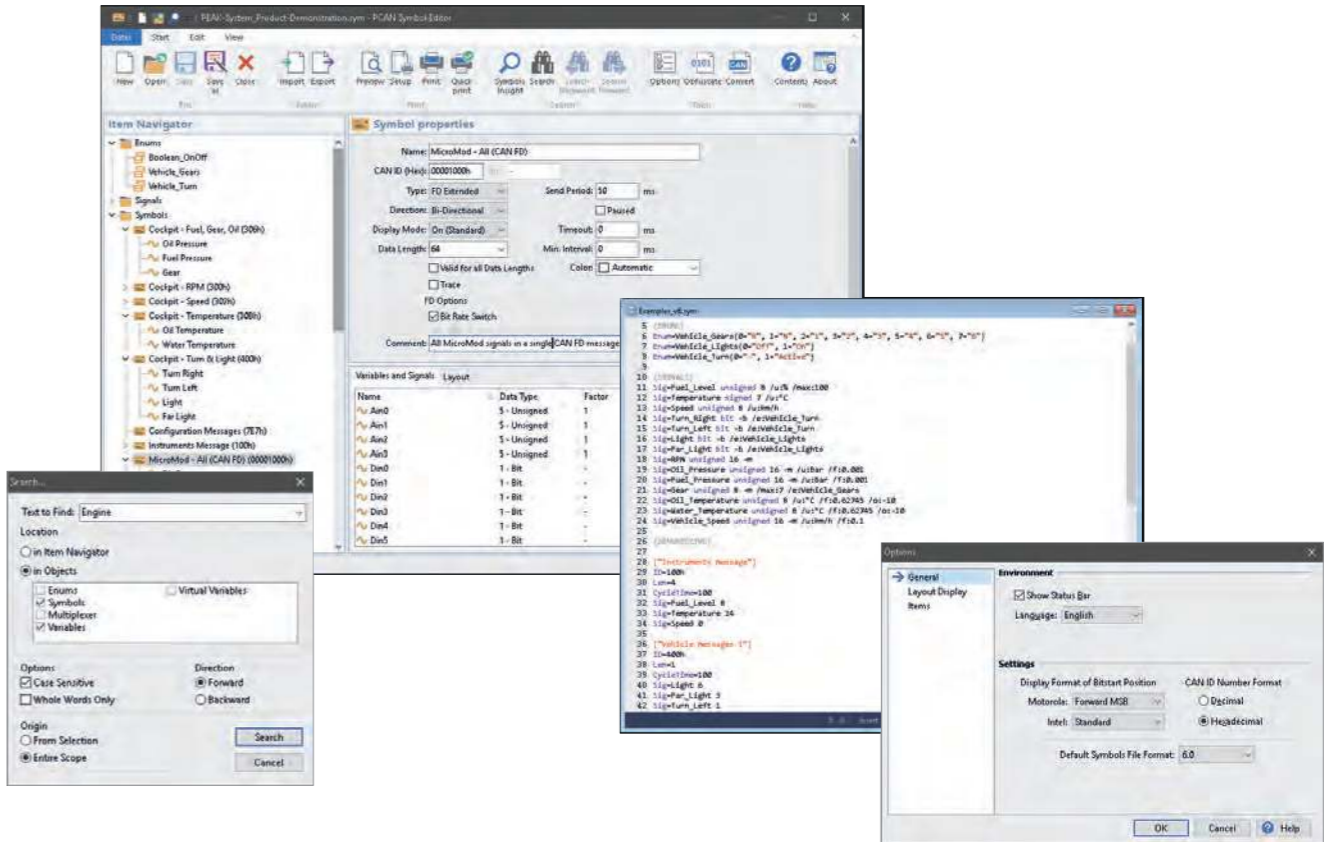 PEAK-System_Product-Demonstration.sym - PCAN Symbol Editor
Start Edit View
New Open Save Save as Close Import Export Preview Setup Print Quick print Symbols Insight Search Options Obfuscate Convert Contents About
Item Navigator
Enums
Boolean_OnOff
Vehicle_Gears
Vehicle_Turn
Signals
Symbols
Cockpit - Fuel, Gear, Oil (306h)
Oil Pressure
Fuel Pressure
Gear
Cockpit - RPM (300h)
Cockpit - Speed (302h)
Cockpit - Temperature (308h)
Oil Temperature
Water Temperature
Cockpit - Turn & Light (400h)
Turn Right
Turn Left
Light
Far Light
Configuration Messages (7E7h)
Instruments Message (100h)
MicroMod - All (CAN FD) (00001000h)
Symbol properties
Name: MicroMod - All (CAN FD)
CAN ID (Hex): 00001000h
Type: FD Extended Send Period: 50 ms
Direction: Bi-Directional Paused
Display Mode: On (Standard) Timeout: 0 ms
Data Length: 64 Min. Interval: 0 ms
Valid for all Data Lengths Color: Automatic
Trace
FD Options
Bit Rate Switch
Comment: All MicroMod signals in a single CAN FD message
Variables and Signals Layout
Name Data Type Factor
Ain0 5 - Unsigned 1
Ain1 5 - Unsigned 1
Ain2 5 - Unsigned 1
Ain3 5 - Unsigned 1
Din0 1 - Bit -
Din1 1 - Bit -
Din2 1 - Bit -
Din3 1 - Bit -
Din4 1 - Bit -
Din5 1 - Bit -
Examples_v6.sym
5 {ENUMS}
6 Enum=Vehicle_Gears(0="N", 1="R", 2="1", 3="2", 4="3", 5="4", 6="5", 7="6")
7 Enum=Vehicle_Lights(0="Off", 1="On")
8 Enum=Vehicle_Turn(0="-", 1="Active")
9
10 {SIGNALS}
11 Sig=Fuel_Level unsigned 8 /u:% /max:100
12 Sig=Temperature signed 7 /u:°C
13 Sig=Speed unsigned 8 /u:km/h
14 Sig=Turn_Right bit -b /e:Vehicle_Turn
15 Sig=Turn_Left bit -b /e:Vehicle_Turn
16 Sig=Light bit -b /e:Vehicle_Lights
17 Sig=Far_Light bit -b /e:Vehicle_Lights
18 Sig=RPM unsigned 16 -m
19 Sig=Oil_Pressure unsigned 16 -m /u:Bar /f:0.001
20 Sig=Fuel_Pressure unsigned 16 -m /u:Bar /f:0.001
21 Sig=Gear unsigned 8 -m /max:7 /e:Vehicle_Gears
22 Sig=Oil_Temperature unsigned 8 /u:°C /f:0.62745 /o:-10
23 Sig=Water_Temperature unsigned 8 /u:°C /f:0.62745 /o:-10
24 Sig=Vehicle_Speed unsigned 16 -m /u:km/h /f:0.1
25
26 {SENDRECEIVE}
27
28 ["Instruments Message"]
29 ID=100h
30 Len=4
31 CycleTime=100
32 Sig=Fuel_Level 8
33 Sig=Temperature 24
34 Sig=Speed 0
35
36 ["Vehicle Messages 1"]
37 ID=400h
38 Len=1
39 CycleTime=100
40 Sig=Light 6
41 Sig=Far_Light 3
42 Sig=Turn_Left 1
Search...
Text to Find: Engine
Location
in Item Navigator
in Objects
Enums Virtual Variables
Symbols
Multiplexer
Variables
Options Direction
Case Sensitive Forward
Whole Words Only Backward
Origin
From Selection Search
Entire Scope Cancel
Options
General
Layout Display
Items
Environment
Show Status Bar
Language: English
Settings
Display Format of Bitstart Position CAN ID Number Format
Motorola: Forward MSB Decimal
Intel: Standard Hexadecimal
Default Symbols File Format: 6.0
OK Cancel Help